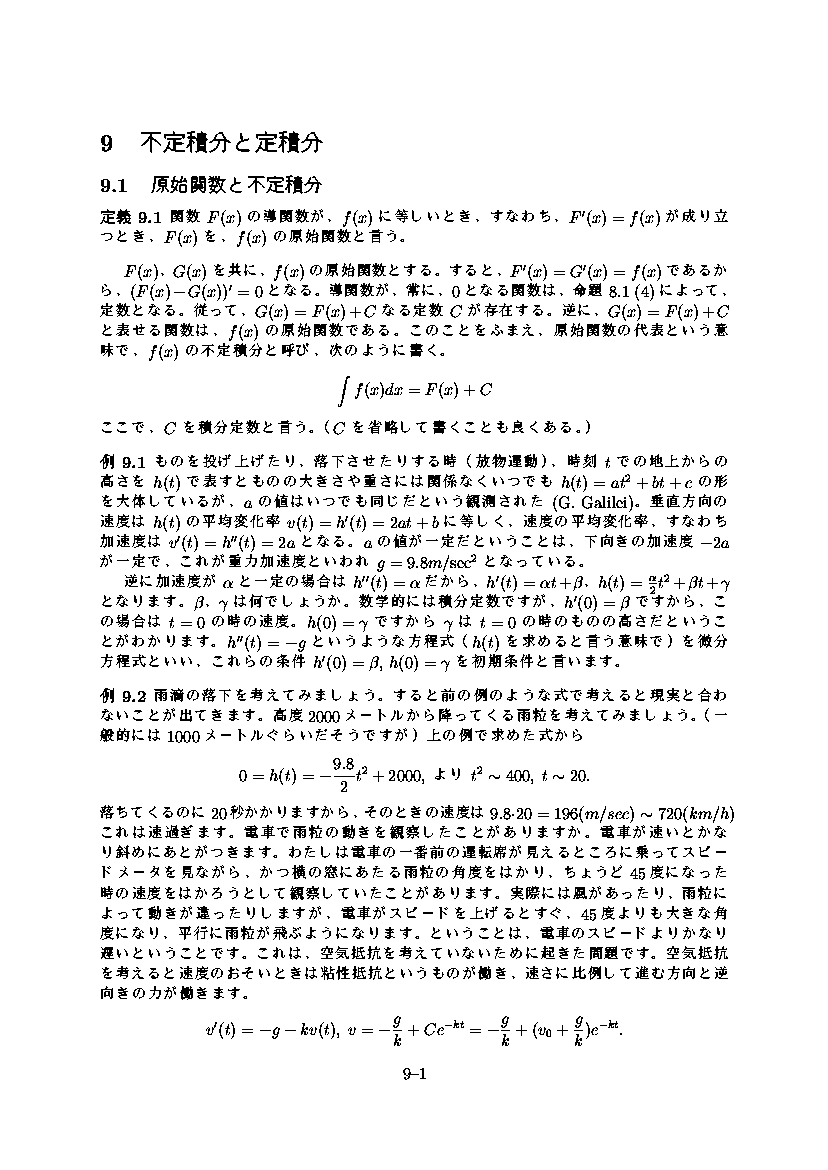 9 不定積分と定積分
9.1 原始関数と不定積分
定義 9.1 関数 F(x) の導関数が、f(x) に等しいとき、すなわち、F′(x) = f(x) が成り立
つとき、F(x) を、f(x) の原始関数と言う。
F(x)、G(x) を共に、f(x) の原始関数とする。すると、F′(x) = G′(x) = f(x) であるか
ら、(F(x)−G(x))′ = 0 となる。導関数が、常に、0 となる関数は、命題 8.1 (4) によって、
定数となる。従って、G(x) = F(x)+C なる定数 C が存在する。逆に、G(x) = F(x)+C
と表せる関数は、f(x) の原始関数である。このことをふまえ、原始関数の代表という意
味で、f(x) の不定積分と呼び、次のように書く。
∫ f(x)dx = F(x) + C
ここで、C を積分定数と言う。(C を省略して書くことも良くある。)
例 9.1 ものを投げ上げたり、落下させたりする時(放物運動)、時刻 t での地上からの
高さを h(t) で表すとものの大きさや重さには関係なくいつでも h(t) = at² + bt + c の形
を大体しているが、a の値はいつでも同じだという観測された (G. Galilei)。垂直方向の
速度は h(t) の平均変化率 v(t) = h′(t) = 2at + b に等しく、速度の平均変化率、すなわち
加速度は v′(t) = h″(t) = 2a となる。a の値が一定だということは、下向きの加速度 −2a
が一定で、これが重力加速度といわれ g = 9.8m/sec² となっている。
逆に加速度が α と一定の場合は h″(t) = α だから、h′(t) = αt+β、h(t) = α/2 t² + βt + γ
となります。β、γ は何でしょうか。数学的には積分定数ですが、h′(0) = β ですから、こ
の場合は t = 0 の時の速度。h(0) = γ ですから γ は t = 0 の時のものの高さだというこ
とがわかります。h″(t) = −g というような方程式(h(t) を求めると言う意味で)を微分
方程式といい、これらの条件 h′(0) = β, h(0) = γ を初期条件と言います。
例 9.2 雨滴の落下を考えてみましょう。すると前の例のような式で考えると現実と合わ
ないことが出てきます。高度 2000 メートルから降ってくる雨粒を考えてみましょう。(一
般的には 1000 メートルぐらいだそうですが)上の例で求めた式から
0 = h(t) = −9.8/2 t² + 2000, より t² ∼ 400, t ∼ 20.
落ちてくるのに 20 秒かかりますから、そのときの速度は 9.8·20 = 196(m/sec) ∼ 720(km/h)
これは速過ぎます。電車で雨粒の動きを観察したことがありますか。電車が速いとかな
り斜めにあとがつきます。わたしは電車の一番前の運転席が見えるところに乗ってスピー
ドメータを見ながら、かつ横の窓にあたる雨粒の角度をはかり、ちょうど 45 度になった
時の速度をはかろうとして観察していたことがあります。実際には風があったり、雨粒に
よって動きが違ったりしますが、電車がスピードを上げるとすぐ、45 度よりも大きな角
度になり、平行に雨粒が飛ぶようになります。ということは、電車のスピードよりかなり
遅いということです。これは、空気抵抗を考えていないために起きた問題です。空気抵抗
を考えると速度のおそいときは粘性抵抗というものが働き、速さに比例して進む方向と逆
向きの力が働きます。
v′(t) = −g − kv(t), v = −g/k + Ce^{−kt} = −g/k + (v₀ + g/k)e^{−kt}.
9–1